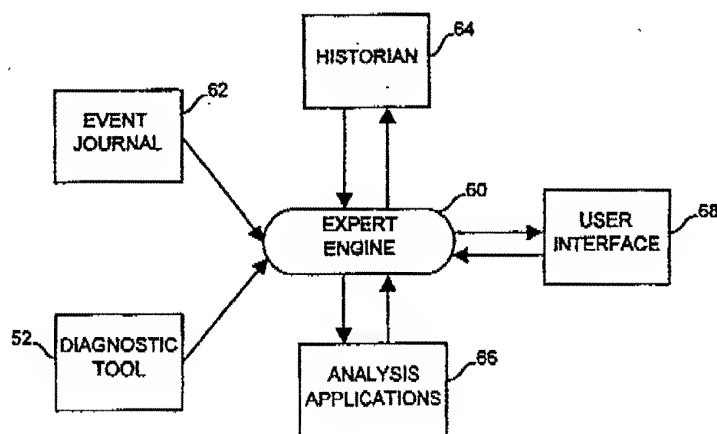 64
HISTORIAN
62
EVENT
JOURNAL
60
EXPERT
ENGINE
USER
INTERFACE
68
52
DIAGNOSTIC
TOOL
66
ANALYSIS
APPLICATIONS